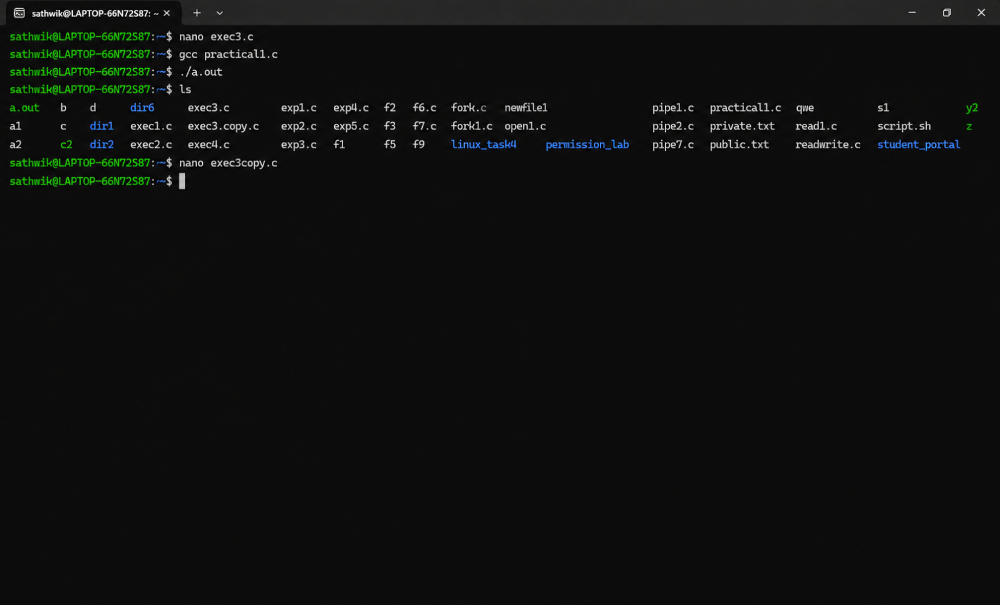 sathwik@LAPTOP-66N72S87: ~
sathwik@LAPTOP-66N72S87:~$ nano exec3.c
sathwik@LAPTOP-66N72S87:~$ gcc practical1.c
sathwik@LAPTOP-66N72S87:~$ ./a.out
sathwik@LAPTOP-66N72S87:~$ ls
a.out b d dir6 exec3.c exp1.c exp4.c f2 f6.c fork.c newfile1 pipe1.c practical1.c qwe s1 y2
a1 c dir1 exec1.c exec3.copy.c exp2.c exp5.c f3 f7.c fork1.c open1.c pipe2.c private.txt read1.c script.sh z
a2 c2 dir2 exec2.c exec4.c exp3.c f1 f5 f9 linux_task4 permission_lab pipe7.c public.txt readwrite.c student_portal
sathwik@LAPTOP-66N72S87:~$ nano exec3copy.c
sathwik@LAPTOP-66N72S87:~$